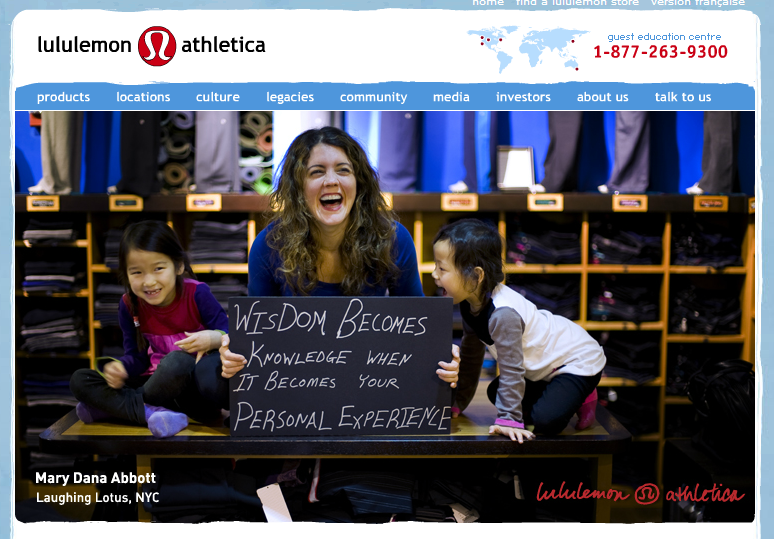 home find a lululemon store version française
lululemon athletica
guest education centre
1-877-263-9300
products locations culture legacies community media investors about us talk to us
WISDOM BECOMES
KNOWLEDGE WHEN
IT BECOMES YOUR
PERSONAL EXPERIENCE
Mary Dana Abbott
Laughing Lotus, NYC
lululemon athletica